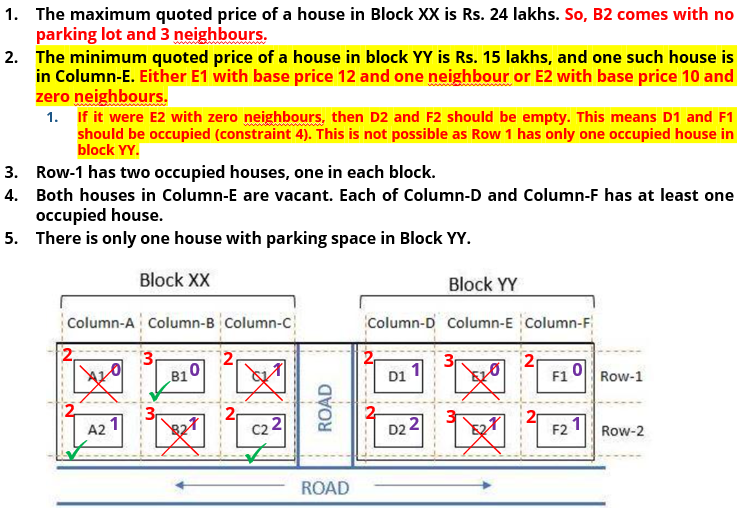 1. The maximum quoted price of a house in Block XX is Rs. 24 lakhs. So, B2 comes with no
parking lot and 3 neighbours.
2. The minimum quoted price of a house in block YY is Rs. 15 lakhs, and one such house is
in Column-E. Either E1 with base price 12 and one neighbour or E2 with base price 10 and
zero neighbours.
1. If it were E2 with zero neighbours, then D2 and F2 should be empty. This means D1 and F1
should be occupied (constraint 4). This is not possible as Row 1 has only one occupied house in
block YY.
3. Row-1 has two occupied houses, one in each block.
4. Both houses in Column-E are vacant. Each of Column-D and Column-F has at least one
occupied house.
5. There is only one house with parking space in Block YY.
Block XX Block YY
Column-A Column-B Column-C Column-D Column-E Column-F
2 A1 0 3 B1 0 2 C1 1 2 D1 1 3 E1 0 2 F1 0 Row-1
ROAD
2 A2 1 3 B2 1 2 C2 2 2 D2 2 3 E2 1 2 F2 1 Row-2
ROAD